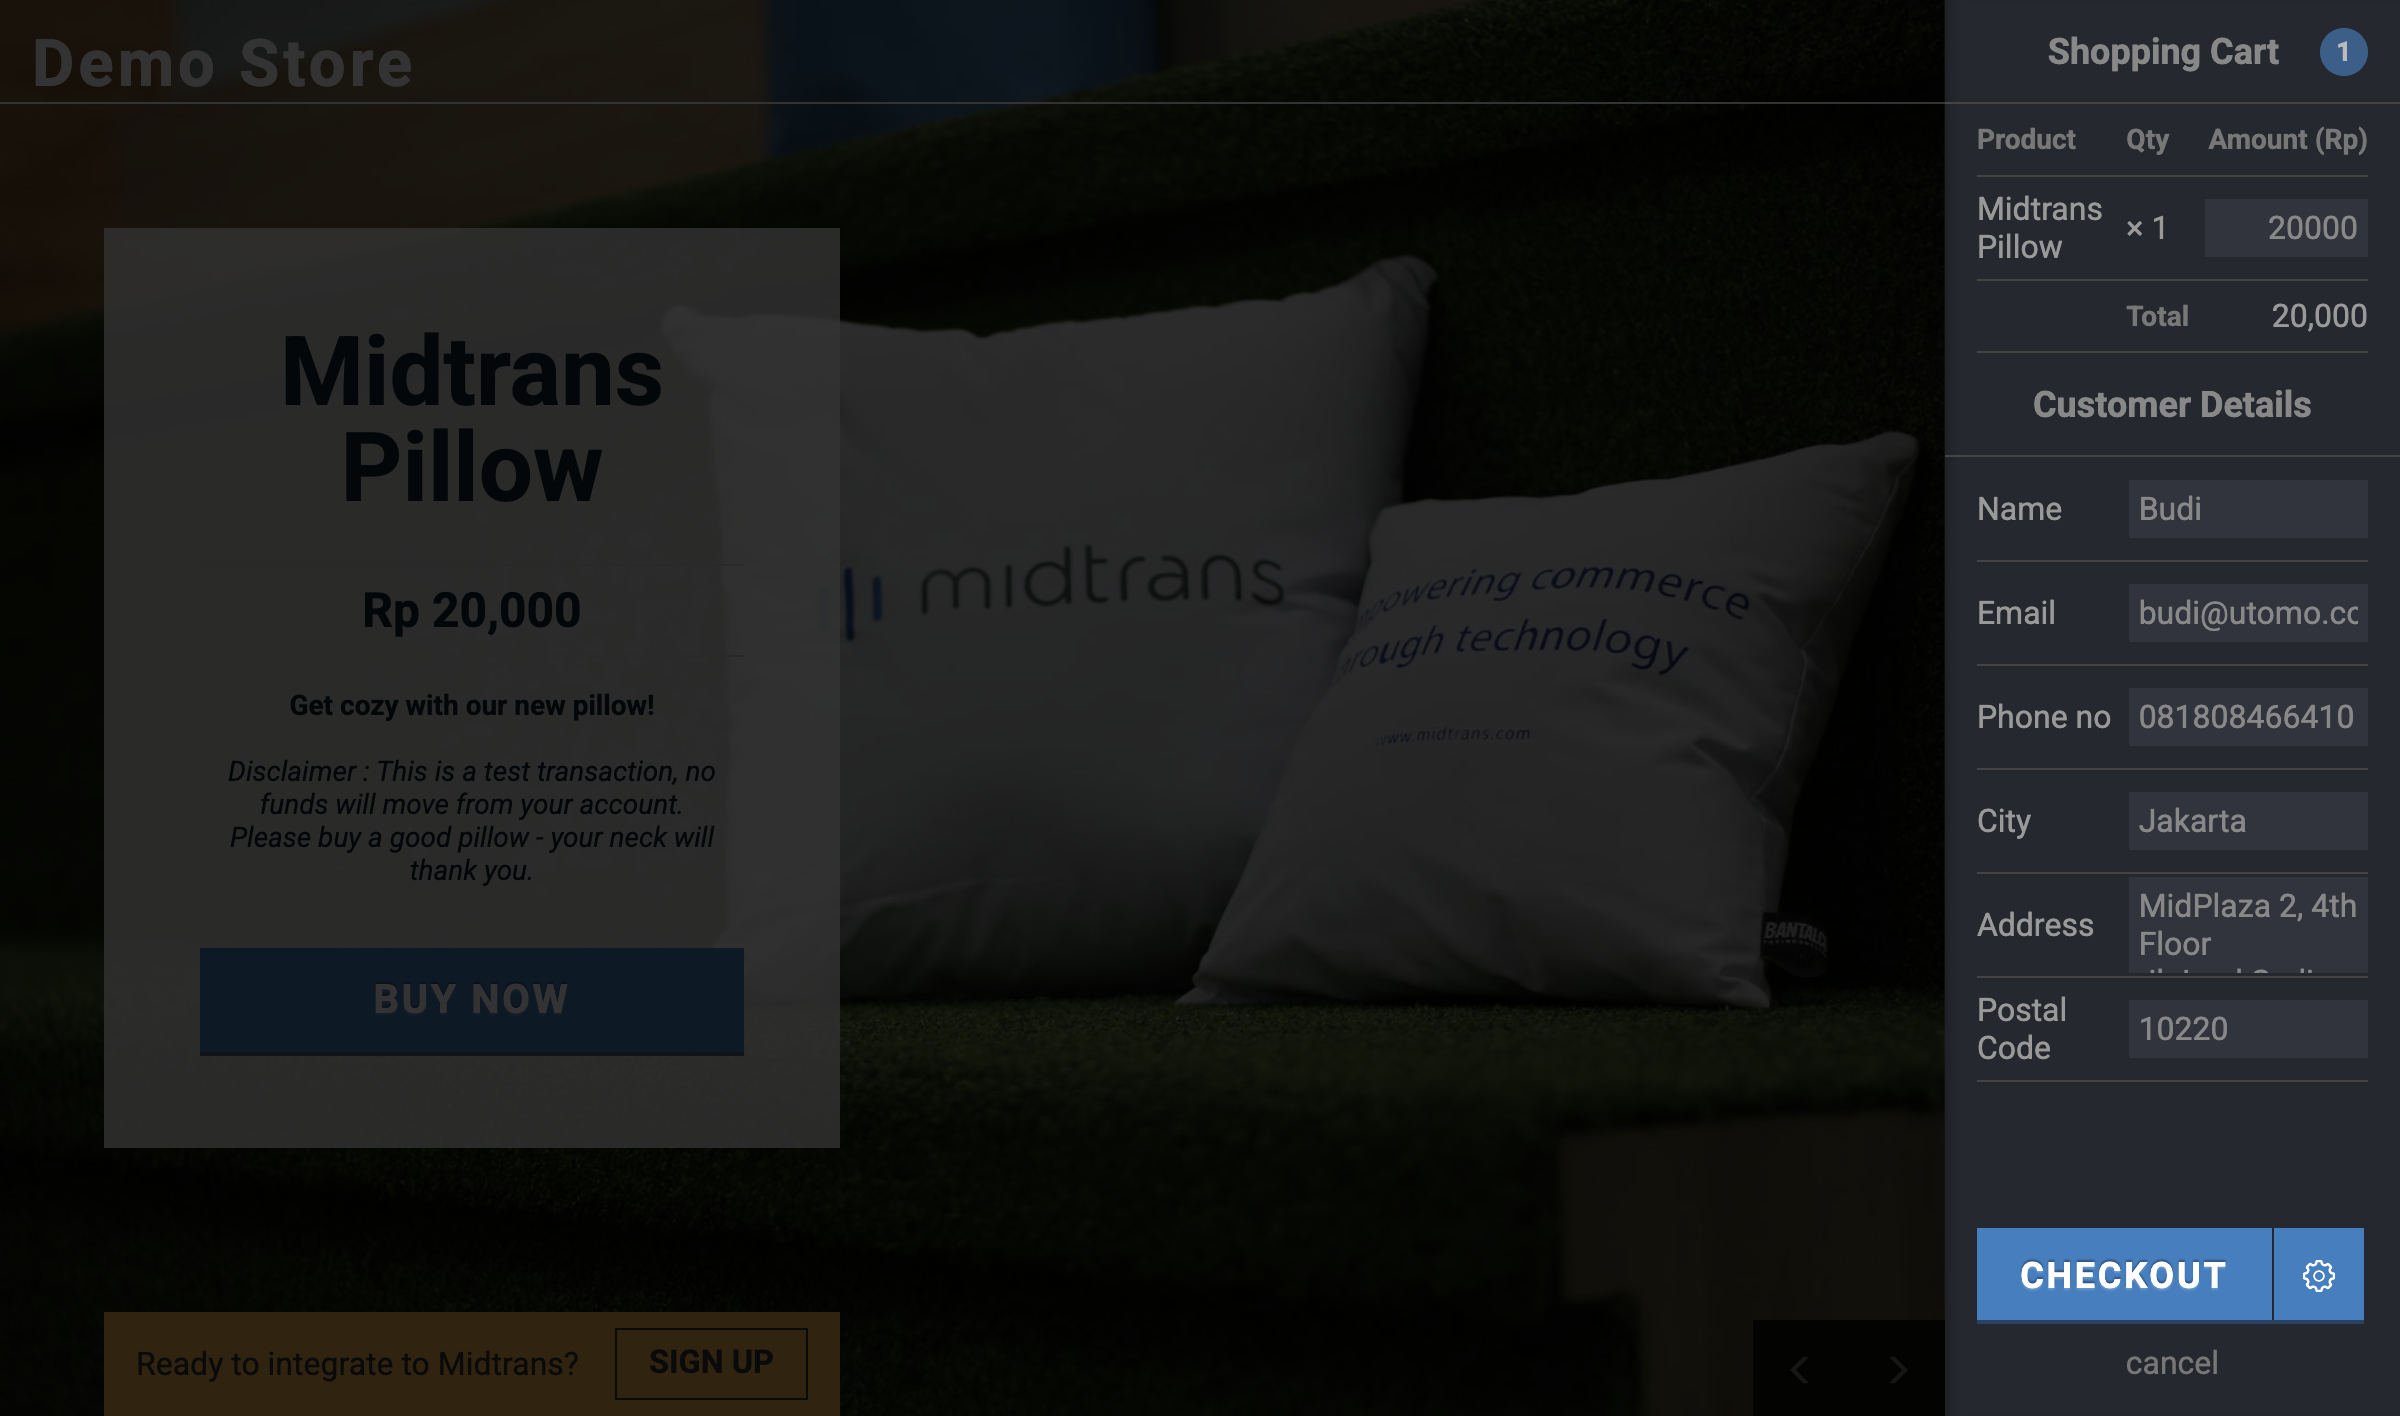 Demo Store
Shopping Cart 1
Product Qty Amount (Rp)
Midtrans
Pillow
× 1
20000
Total 20,000
Customer Details
Name Budi
Email budi@utomo.cc
Phone no 081808466410
City Jakarta
Address
MidPlaza 2, 4th
Floor
Postal
Code
10220
CHECKOUT
cancel
Midtrans
Pillow
Rp 20,000
Get cozy with our new pillow!
Disclaimer : This is a test transaction, no
funds will move from your account.
Please buy a good pillow - your neck will
thank you.
BUY NOW
midtrans
commerce
technology
www.midtrans.com
Ready to integrate to Midtrans? SIGN UP